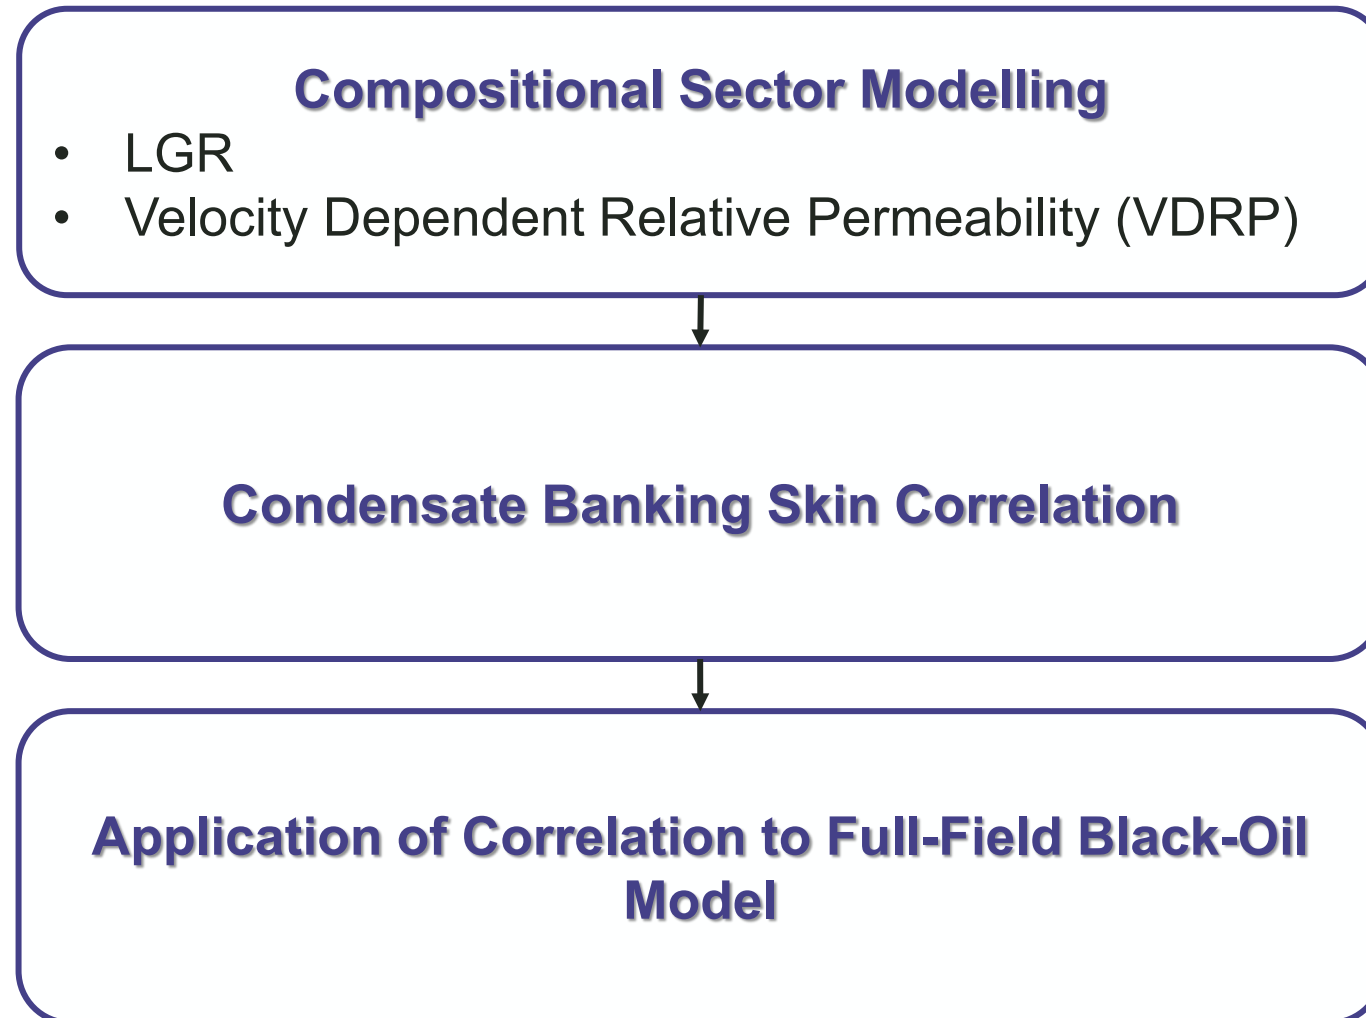 Compositional Sector Modelling
• LGR
• Velocity Dependent Relative Permeability (VDRP)
Condensate Banking Skin Correlation
Application of Correlation to Full-Field Black-Oil
Model